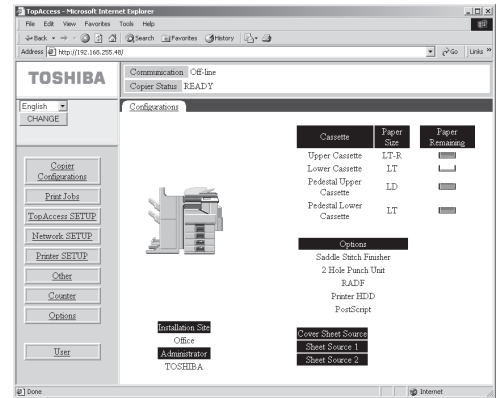 TopAccess - Microsoft Internet Explorer
File Edit View Favorites Tools Help
Back Search Favorites History
Address http://192.168.255.48/ Go Links »
TOSHIBA
Communication Off-line
Copier Status READY
English
CHANGE
Configurations
Copier
Configurations
Print Jobs
TopAccess SETUP
Network SETUP
Printer SETUP
Other
Counter
Options
User
Cassette Paper Size Paper Remaining
Upper Cassette LT-R
Lower Cassette LT
Pedestal Upper Cassette LD
Pedestal Lower Cassette LT
Options
Saddle Stitch Finisher
2 Hole Punch Unit
RADF
Printer HDD
PostScript
Installation Site
Office
Administrator
TOSHIBA
Cover Sheet Source
Sheet Source 1
Sheet Source 2
Done Internet